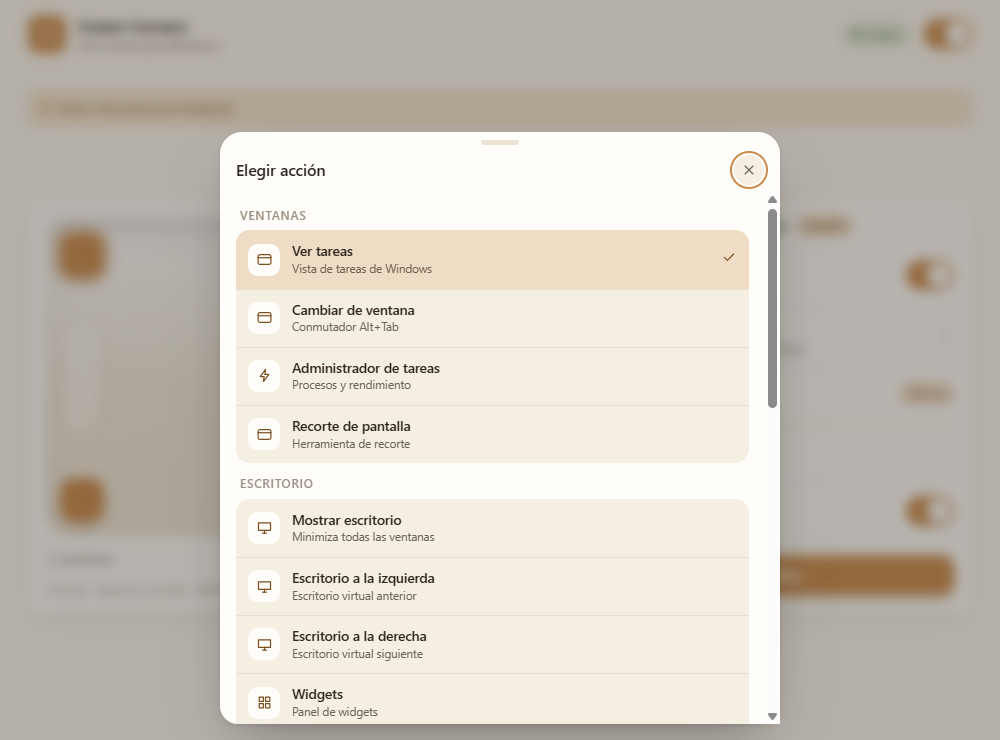 Elegir acción
VENTANAS
Ver tareas
Vista de tareas de Windows
Cambiar de ventana
Conmutador Alt+Tab
Administrador de tareas
Procesos y rendimiento
Recorte de pantalla
Herramienta de recorte
ESCRITORIO
Mostrar escritorio
Minimiza todas las ventanas
Escritorio a la izquierda
Escritorio virtual anterior
Escritorio a la derecha
Escritorio virtual siguiente
Widgets
Panel de widgets